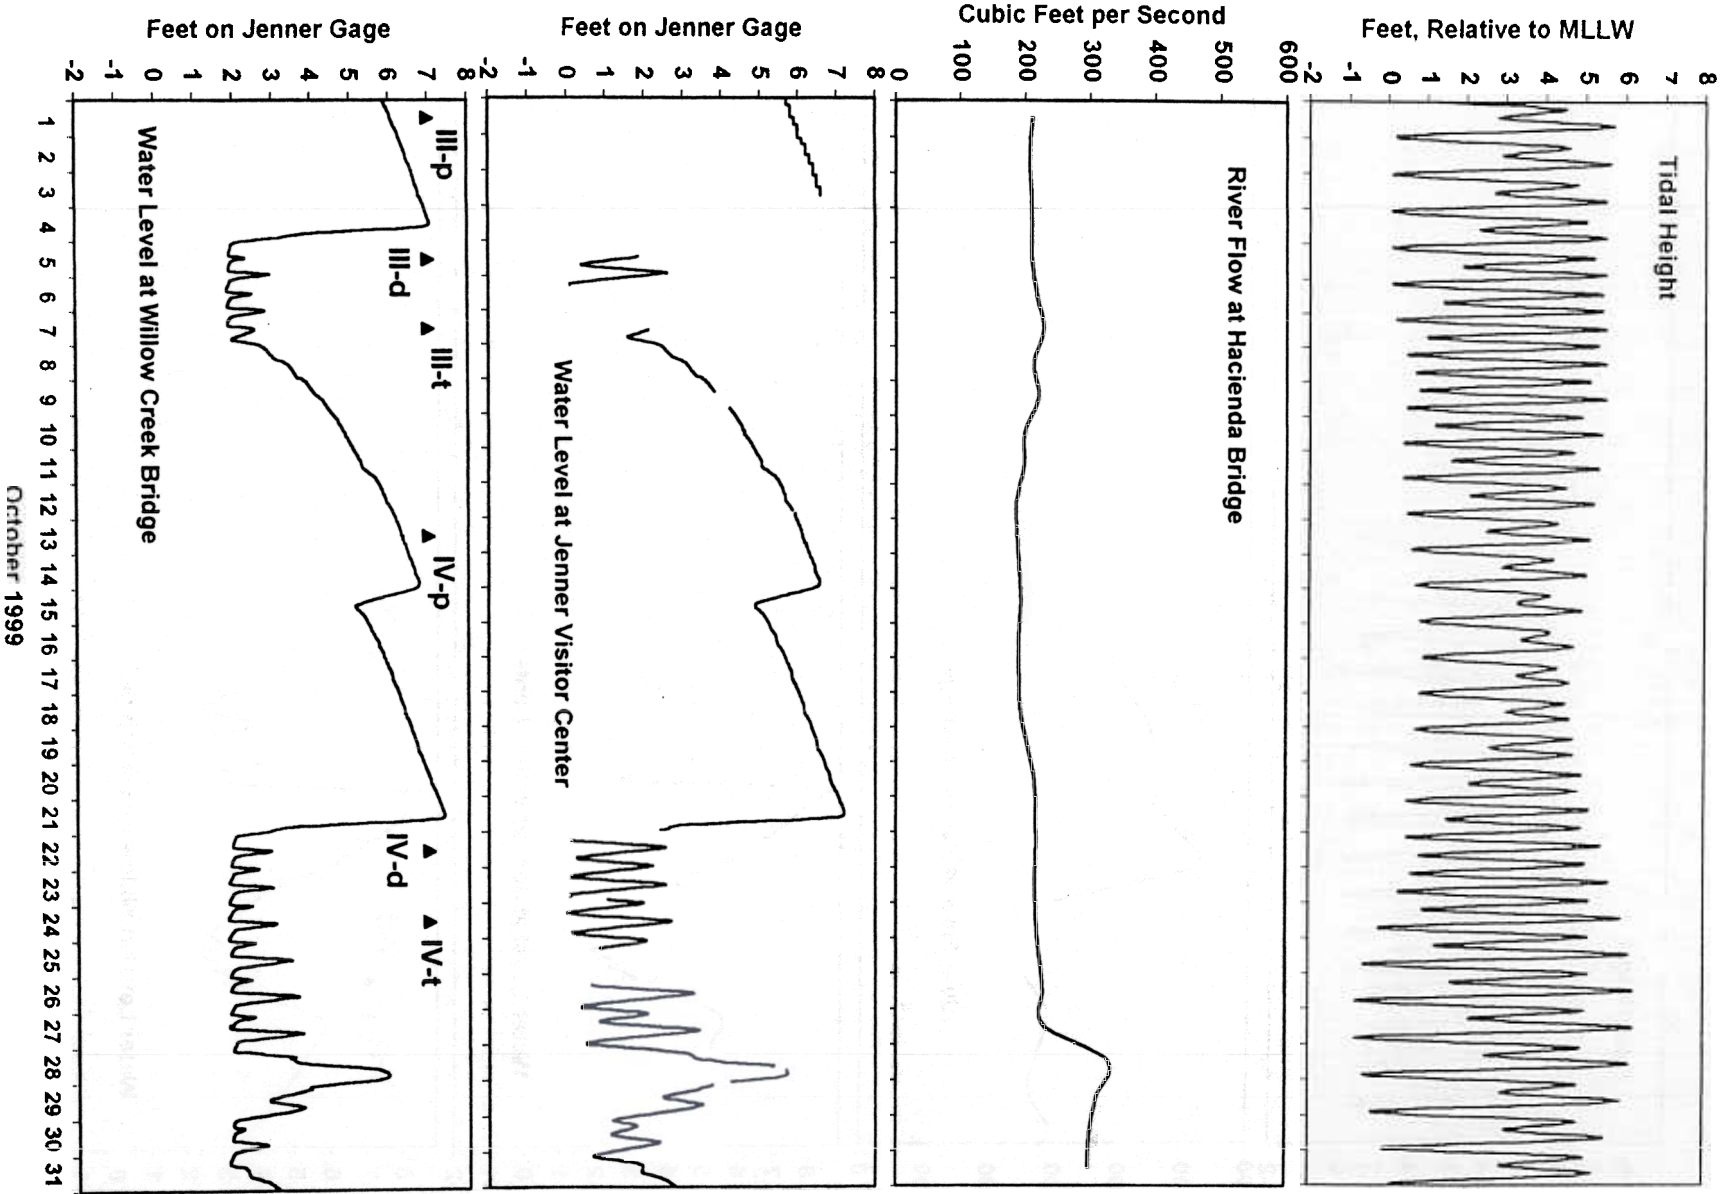 Feet, Relative to MLLW
-2 -1 0 1 2 3 4 5 6 7 8
Tidal Height
Cubic Feet per Second
0 100 200 300 400 500 600
River Flow at Hacienda Bridge
Feet on Jenner Gage
-2 -1 0 1 2 3 4 5 6 7 8
Water Level at Jenner Visitor Center
Feet on Jenner Gage
-2 -1 0 1 2 3 4 5 6 7 8
III-p
III-d
III-t
IV-p
IV-d
IV-t
Water Level at Willow Creek Bridge
1 2 3 4 5 6 7 8 9 10 11 12 13 14 15 16 17 18 19 20 21 22 23 24 25 26 27 28 29 30 31
October 1999